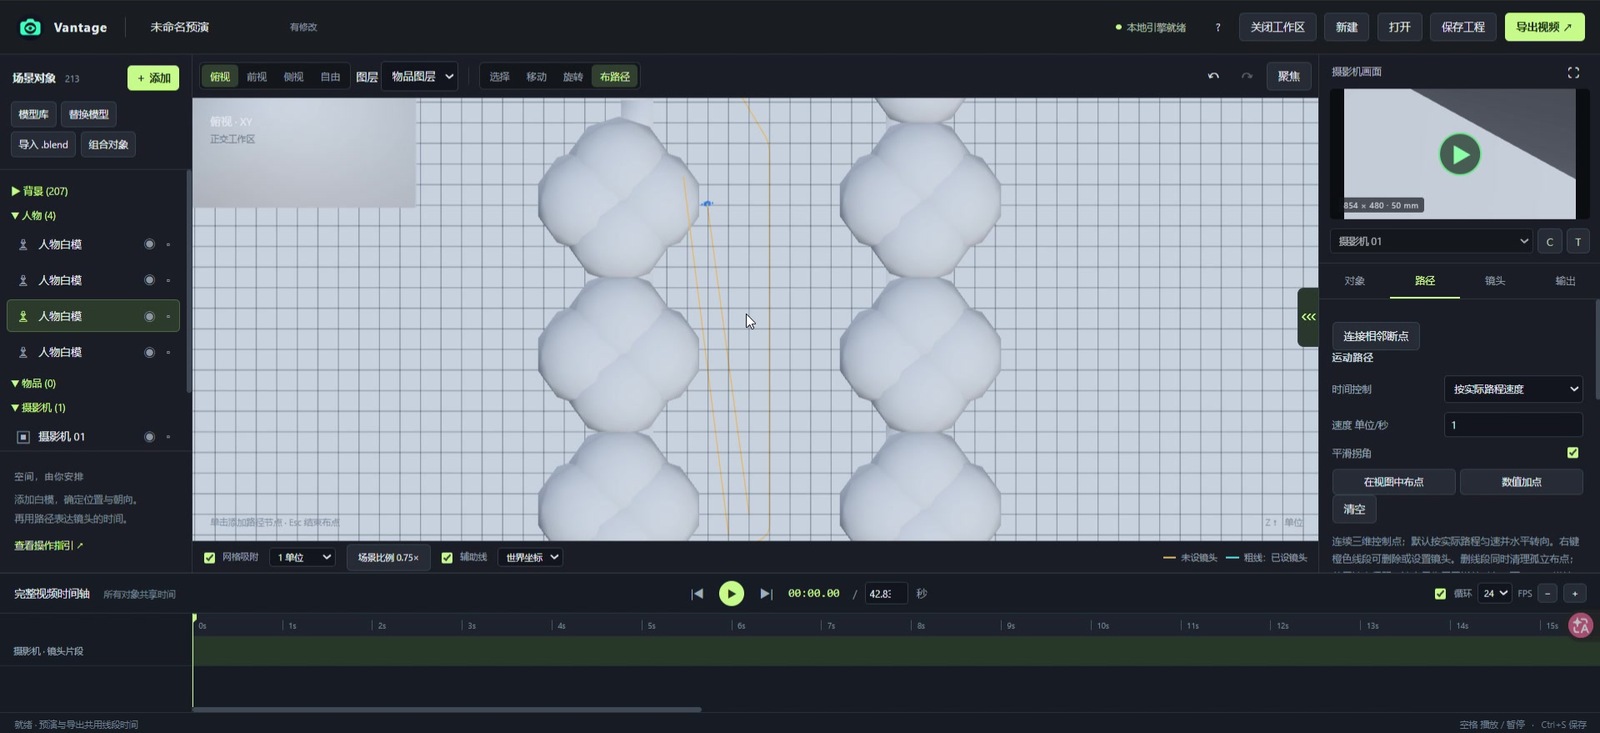 Vantage
未命名预演
有修改
本地引擎就绪
?
关闭工作区
新建
打开
保存工程
导出视频 ↗
场景对象 213
+ 添加
模型库
替换模型
导入 .blend
组合对象
▶背景 (207)
▼人物 (4)
人物白模
人物白模
人物白模
人物白模
▼物品 (0)
▼摄影机 (1)
摄影机 01
空间，由你安排
添加白模，确定位置与朝向。
再用路径表达镜头的时间。
查看操作指引 ↗
俯视
前视
侧视
自由
图层
物品图层
选择
移动
旋转
布路径
聚焦
俯视 · XY
正交工作区
单击添加路径节点 · Esc 结束布点
Z↑ 单位
网格吸附
1 单位
场景比例 0.75×
辅助线
世界坐标
未设镜头
粗线：已设镜头
摄影机画面
854 × 480 · 50 mm
摄影机 01
C
T
对象
路径
镜头
输出
连接相邻断点
运动路径
时间控制
按实际路程速度
速度 单位/秒
1
平滑拐角
在视图中布点
数值加点
清空
连续三维控制点；默认按实际路程匀速并水平转向。右键
橙色线段可删除或设置镜头。删线段同时清理孤立布点；
完整视频时间轴
所有对象共享时间
00:00.00
/
42.8
秒
循环
24
FPS
−
+
0s
1s
2s
3s
4s
5s
6s
7s
8s
9s
10s
11s
12s
13s
14s
15s
摄影机 · 镜头片段
就绪 · 预演与导出共用线段时间
空格 播放 / 暂停 · Ctrl+S 保存